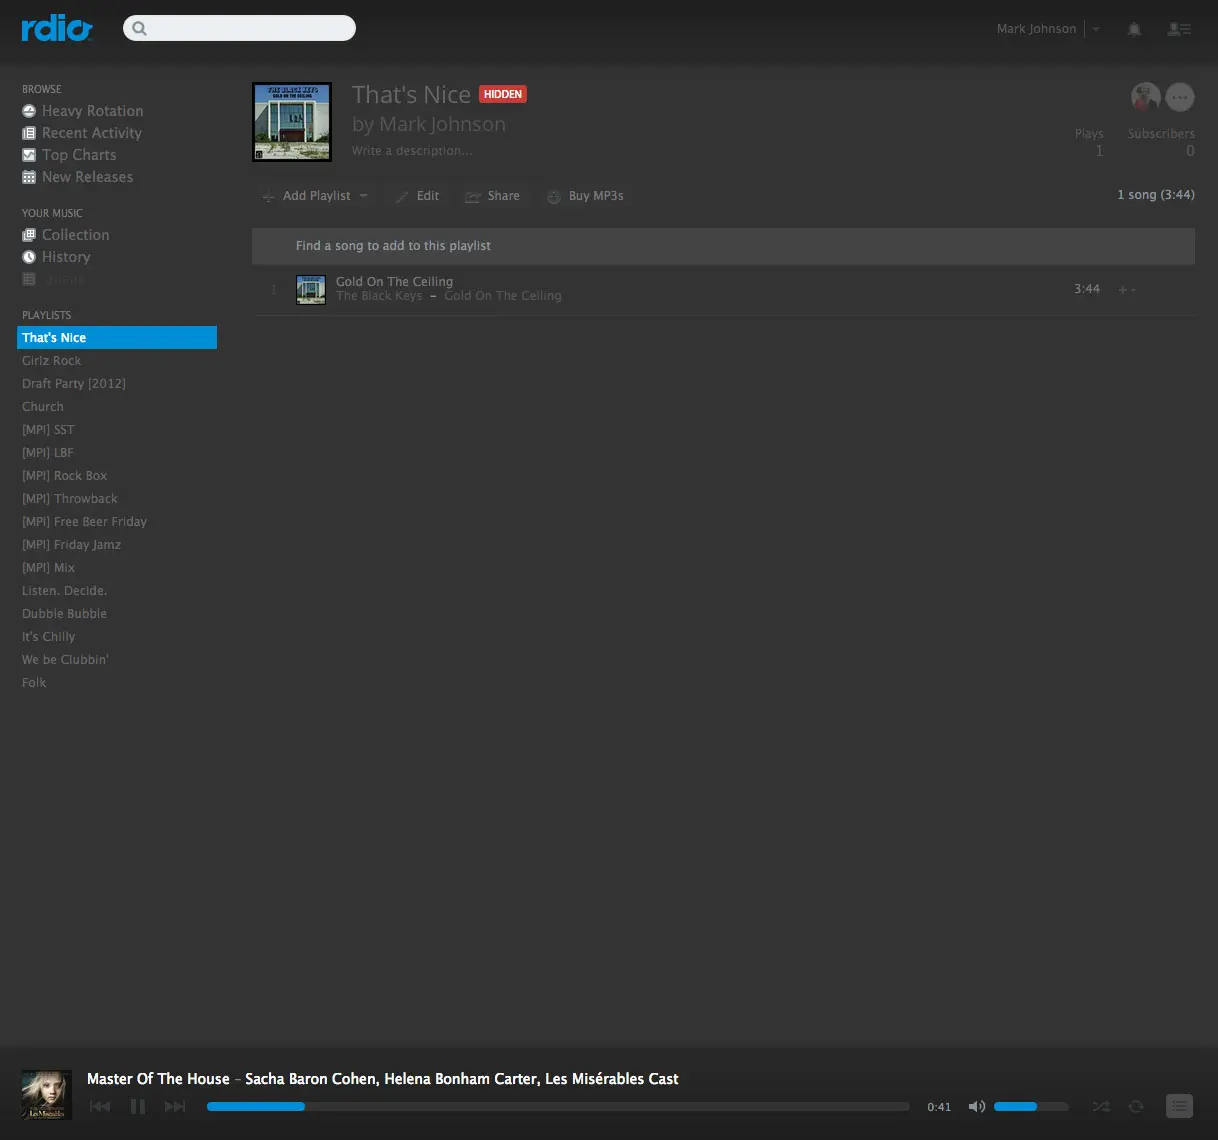 rdio
Mark Johnson
BROWSE
Heavy Rotation
Recent Activity
Top Charts
New Releases
YOUR MUSIC
Collection
History
PLAYLISTS
That's Nice
Girlz Rock
Draft Party [2012]
Church
[MPI] SST
[MPI] LBF
[MPI] Rock Box
[MPI] Throwback
[MPI] Free Beer Friday
[MPI] Friday Jamz
[MPI] Mix
Listen. Decide.
Dubble Bubble
It's Chilly
We be Clubbin'
Folk
THE BLACK KEYS
GOLD ON THE CEILING
That's Nice HIDDEN
by Mark Johnson
Write a description...
Plays Subscribers
1 0
Add Playlist Edit Share Buy MP3s 1 song (3:44)
Find a song to add to this playlist
1 Gold On The Ceiling 3:44
The Black Keys – Gold On The Ceiling
Master Of The House – Sacha Baron Cohen, Helena Bonham Carter, Les Misérables Cast
Les Misérables
0:41